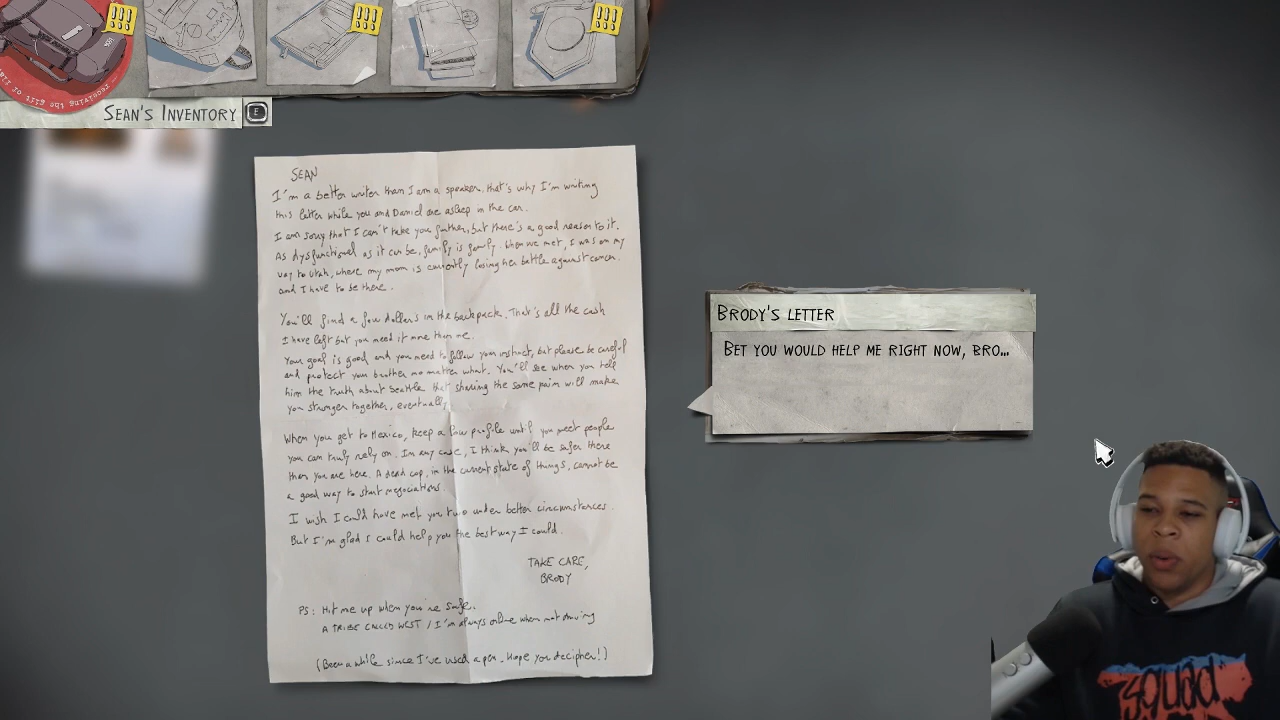 SEAN'S INVENTORY E
SEAN
I'm a better writer than I am a speaker. that's why I'm writing
this letter while you and Daniel are asleep in the car.
I am sorry that I can't take you further, but there's a good reason to it.
As dysfunctional as it can be, family is family. When we met, I was on my
way to Utah, where my mom is currently losing her battle against cancer.
and I have to be there.
You'll find a few dollars in the backpack. That's all the cash
I have left but you need it more than me.
Your goal is good and you need to follow your instinct, but please be careful
and protect your brother no matter what. You'll see when you tell
him the truth about Seattle that sharing the same pain will make
you stronger together, eventually.
When you get to Mexico, keep a low profile until you meet people
you can truly rely on. In any case, I think you'll be safer there
than you are here. A dead cop, in the current state of things, cannot be
a good way to start negociations.
I wish I could have met you two under better circumstances.
But I'm glad I could help you the best way I could.
TAKE CARE,
BRODY
PS: Hit me up when you're safe.
A TRIBE CALLED WEST / I'm always online when not driving
(Been a while since I've used a pen. Hope you decipher!)
BRODY'S LETTER
BET YOU WOULD HELP ME RIGHT NOW, BRO...
squad